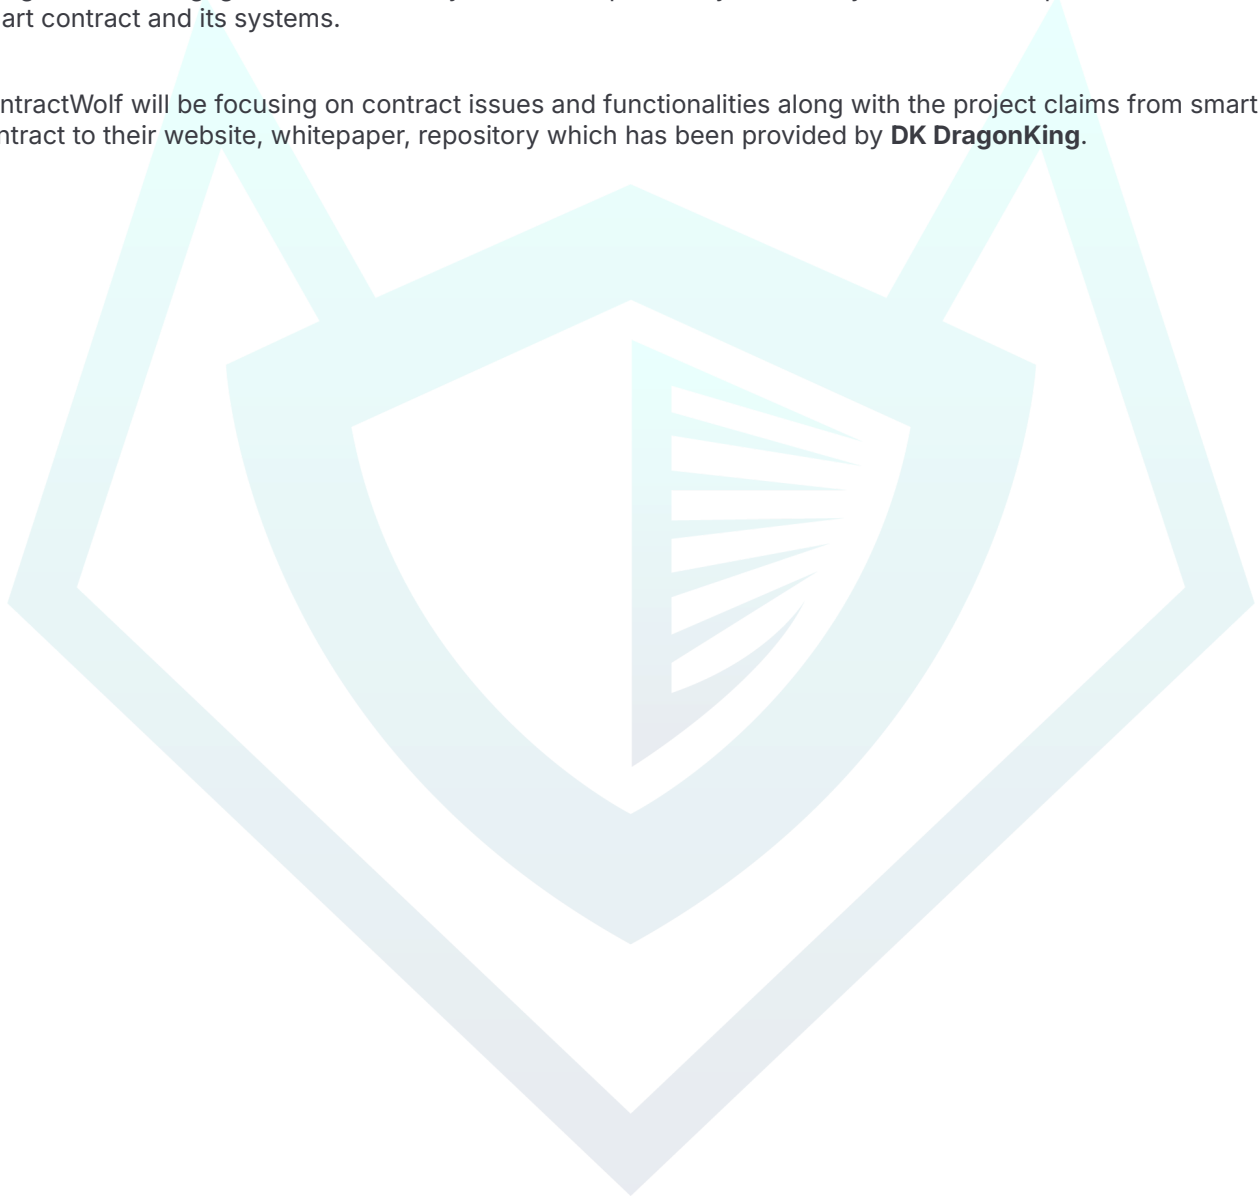 art contract and its systems.
ntractWolf will be focusing on contract issues and functionalities along with the project claims from smart
ntract to their website, whitepaper, repository which has been provided by DK DragonKing.